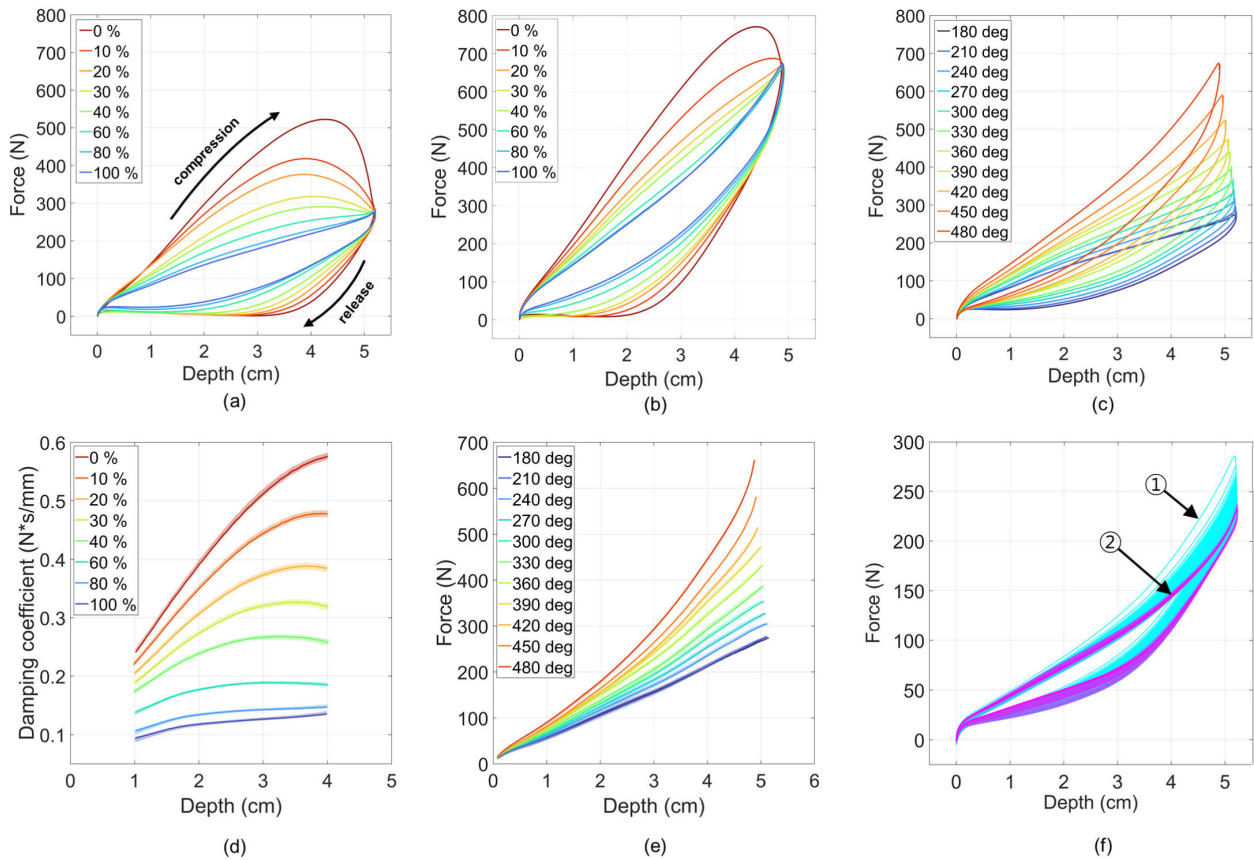 800
700
600
500
400
300
200
100
0
Force (N)
0 %
10 %
20 %
30 %
40 %
60 %
80 %
100 %
compression
release
0 1 2 3 4 5
Depth (cm)
(a)
800
700
600
500
400
300
200
100
0
Force (N)
0 %
10 %
20 %
30 %
40 %
60 %
80 %
100 %
0 1 2 3 4 5
Depth (cm)
(b)
800
700
600
500
400
300
200
100
0
Force (N)
180 deg
210 deg
240 deg
270 deg
300 deg
330 deg
360 deg
390 deg
420 deg
450 deg
480 deg
0 1 2 3 4 5
Depth (cm)
(c)
0.6
0.5
0.4
0.3
0.2
0.1
Damping coefficient (N*s/mm)
0 %
10 %
20 %
30 %
40 %
60 %
80 %
100 %
0 1 2 3 4 5
Depth (cm)
(d)
700
600
500
400
300
200
100
0
Force (N)
180 deg
210 deg
240 deg
270 deg
300 deg
330 deg
360 deg
390 deg
420 deg
450 deg
480 deg
0 1 2 3 4 5 6
Depth (cm)
(e)
300
250
200
150
100
50
0
Force (N)
①
②
0 1 2 3 4 5
Depth (cm)
(f)